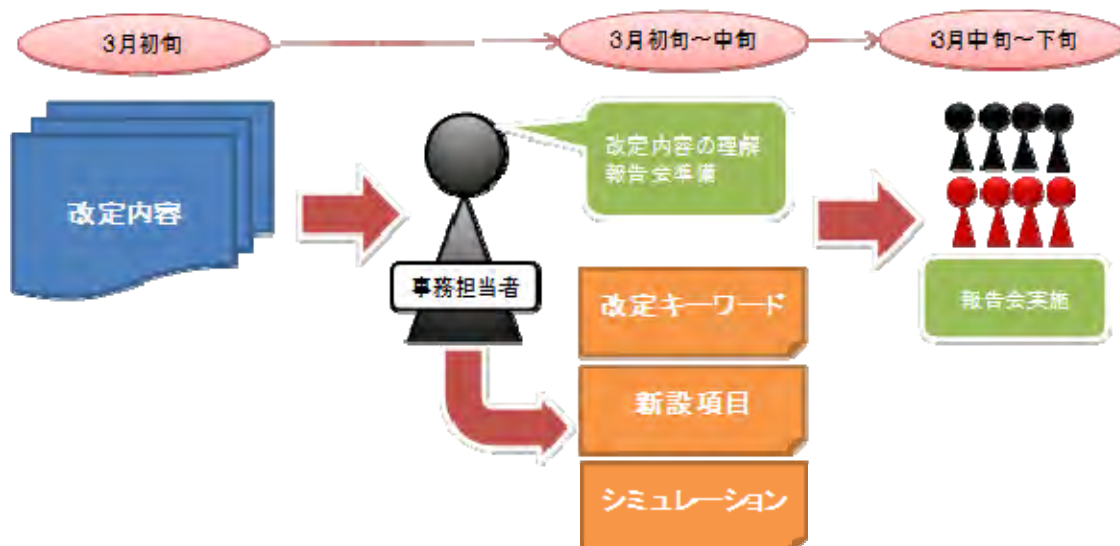 3月初旬
3月初旬～中旬
3月中旬～下旬
改定内容
改定内容の理解
報告会準備
事務担当者
改定キーワード
新設項目
シミュレーション
報告会実施